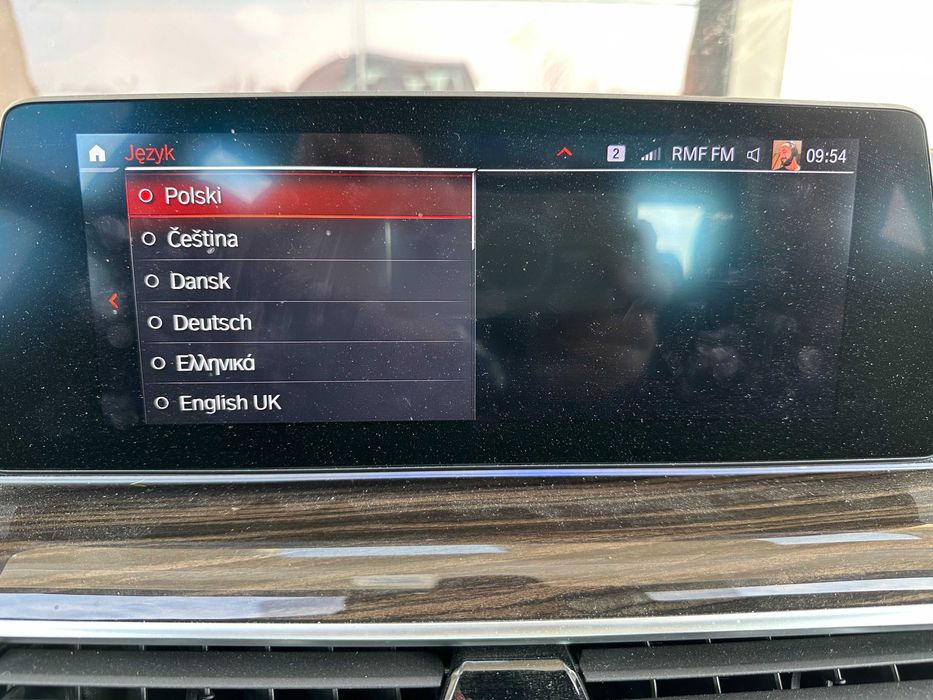 Język 2 RMF FM 09:54
Polski
Čeština
Dansk
Deutsch
Ελληνικά
English UK